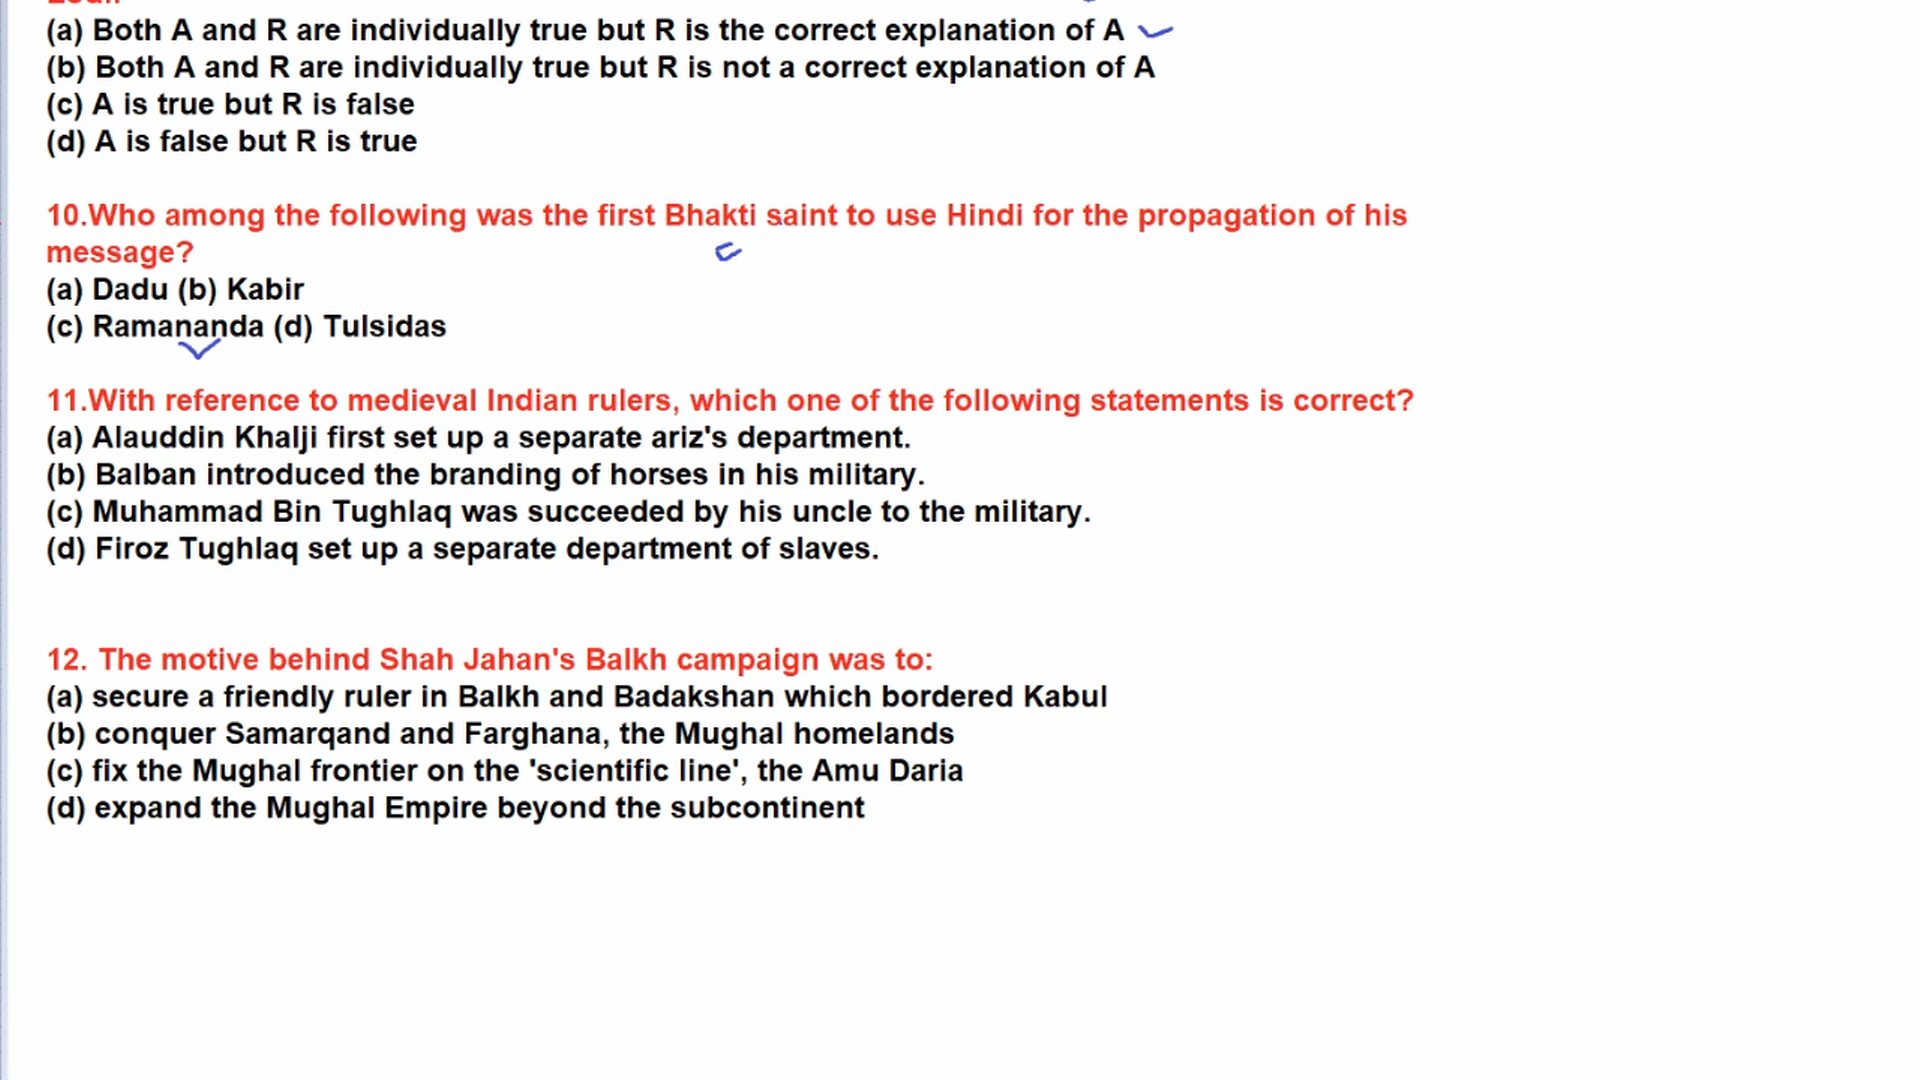 (a) Both A and R are individually true but R is the correct explanation of A
(b) Both A and R are individually true but R is not a correct explanation of A
(c) A is true but R is false
(d) A is false but R is true
10.Who among the following was the first Bhakti saint to use Hindi for the propagation of his
message?
(a) Dadu (b) Kabir
(c) Ramananda (d) Tulsidas
11.With reference to medieval Indian rulers, which one of the following statements is correct?
(a) Alauddin Khalji first set up a separate ariz's department.
(b) Balban introduced the branding of horses in his military.
(c) Muhammad Bin Tughlaq was succeeded by his uncle to the military.
(d) Firoz Tughlaq set up a separate department of slaves.
12. The motive behind Shah Jahan's Balkh campaign was to:
(a) secure a friendly ruler in Balkh and Badakshan which bordered Kabul
(b) conquer Samarqand and Farghana, the Mughal homelands
(c) fix the Mughal frontier on the 'scientific line', the Amu Daria
(d) expand the Mughal Empire beyond the subcontinent